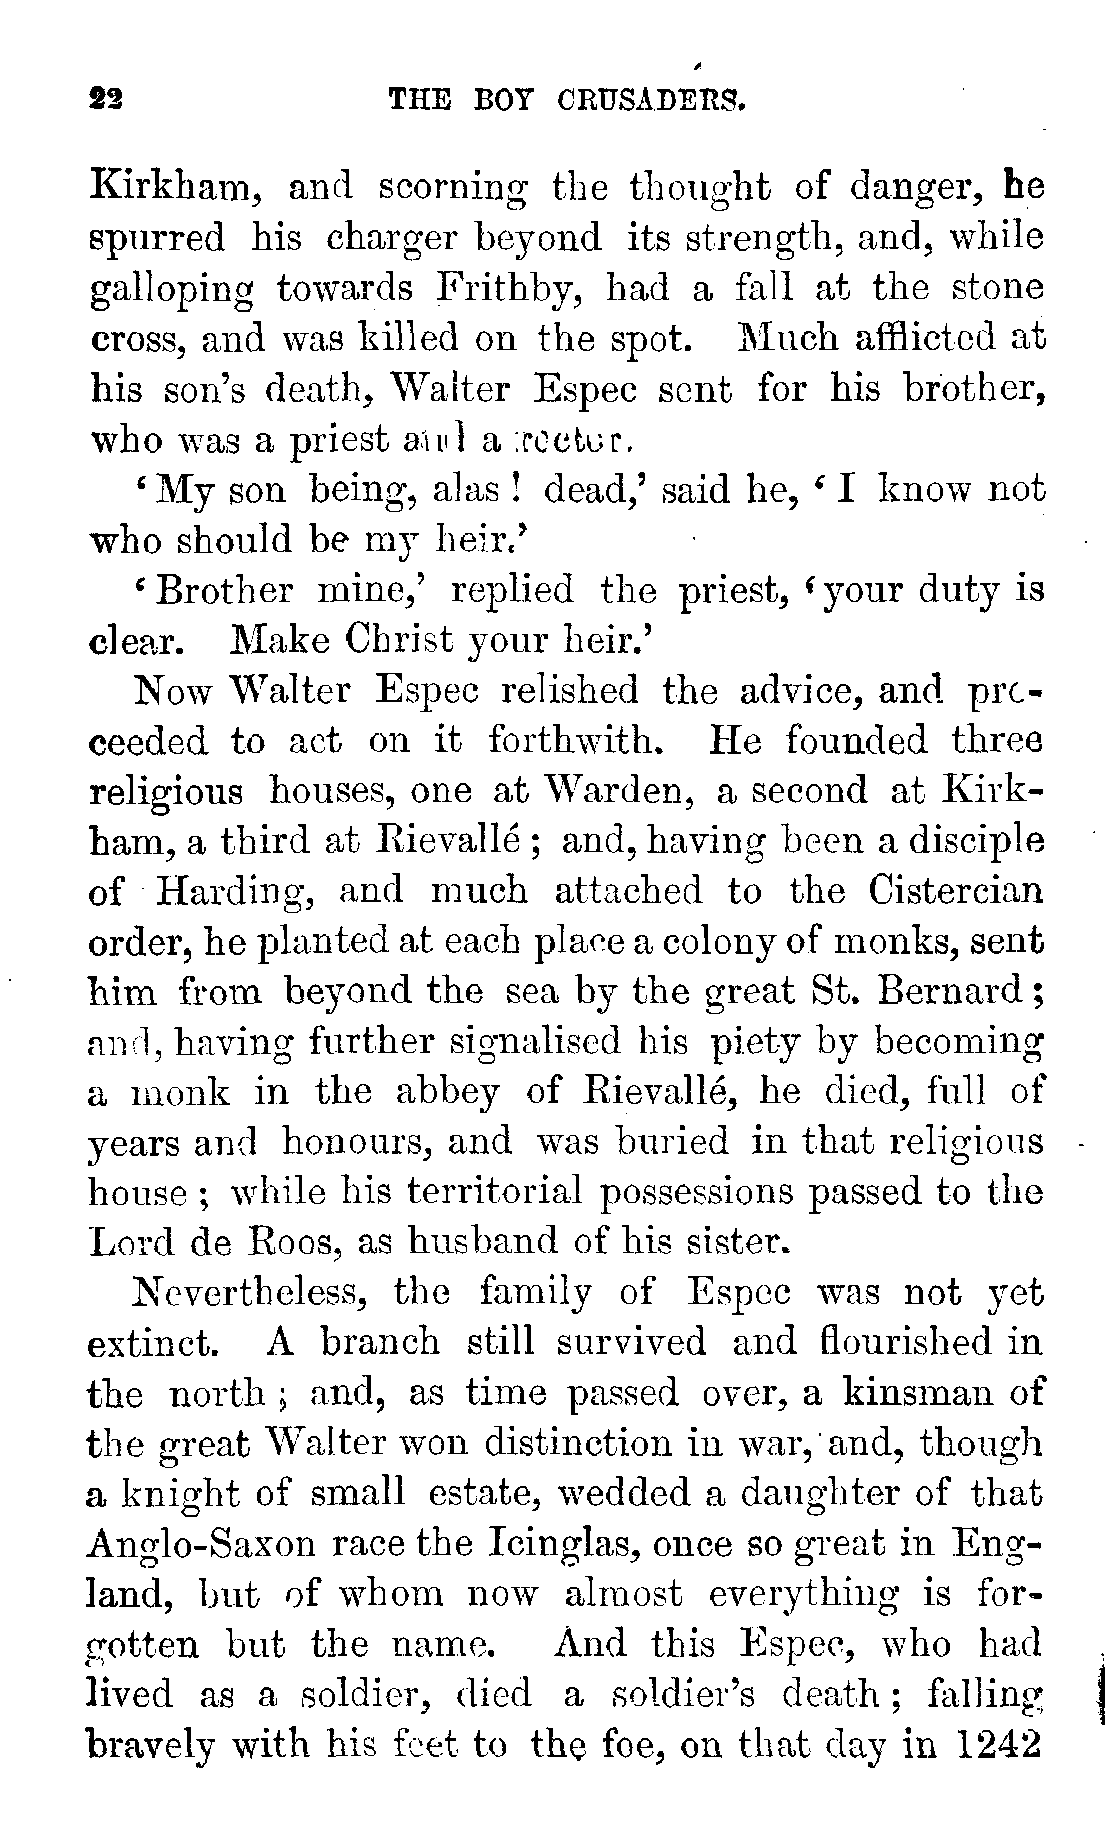 22 THE BOY CRUSADERS.
Kirkham, and scorning the thought of danger, he
spurred his charger beyond its strength, and, while
galloping towards Frithby, had a fall at the stone
cross, and was killed on the spot. Much afflicted at
his son's death, Walter Espec sent for his brother,
who was a priest and a rector.
‘My son being, alas! dead,’ said he, ‘I know not
who should be my heir.’
‘Brother mine,’ replied the priest, ‘your duty is
clear. Make Christ your heir.’
Now Walter Espec relished the advice, and pro-
ceeded to act on it forthwith. He founded three
religious houses, one at Warden, a second at Kirk-
ham, a third at Rievallé; and, having been a disciple
of Harding, and much attached to the Cistercian
order, he planted at each place a colony of monks, sent
him from beyond the sea by the great St. Bernard;
and, having further signalised his piety by becoming
a monk in the abbey of Rievallé, he died, full of
years and honours, and was buried in that religious
house; while his territorial possessions passed to the
Lord de Roos, as husband of his sister.
Nevertheless, the family of Espec was not yet
extinct. A branch still survived and flourished in
the north; and, as time passed over, a kinsman of
the great Walter won distinction in war, and, though
a knight of small estate, wedded a daughter of that
Anglo-Saxon race the Icinglas, once so great in Eng-
land, but of whom now almost everything is for-
gotten but the name. And this Espec, who had
lived as a soldier, died a soldier's death; falling
bravely with his feet to the foe, on that day in 1242